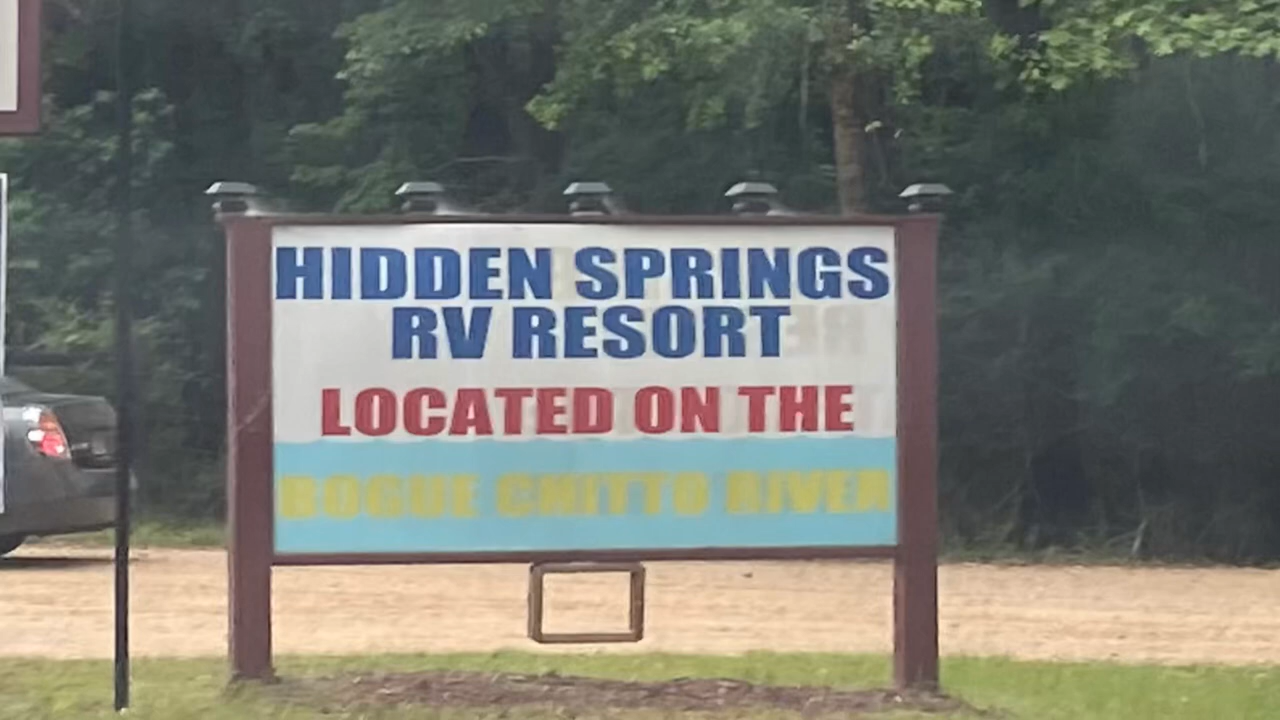 HIDDEN SPRINGS
RV RESORT
LOCATED ON THE
BOGUE CHITTO RIVER